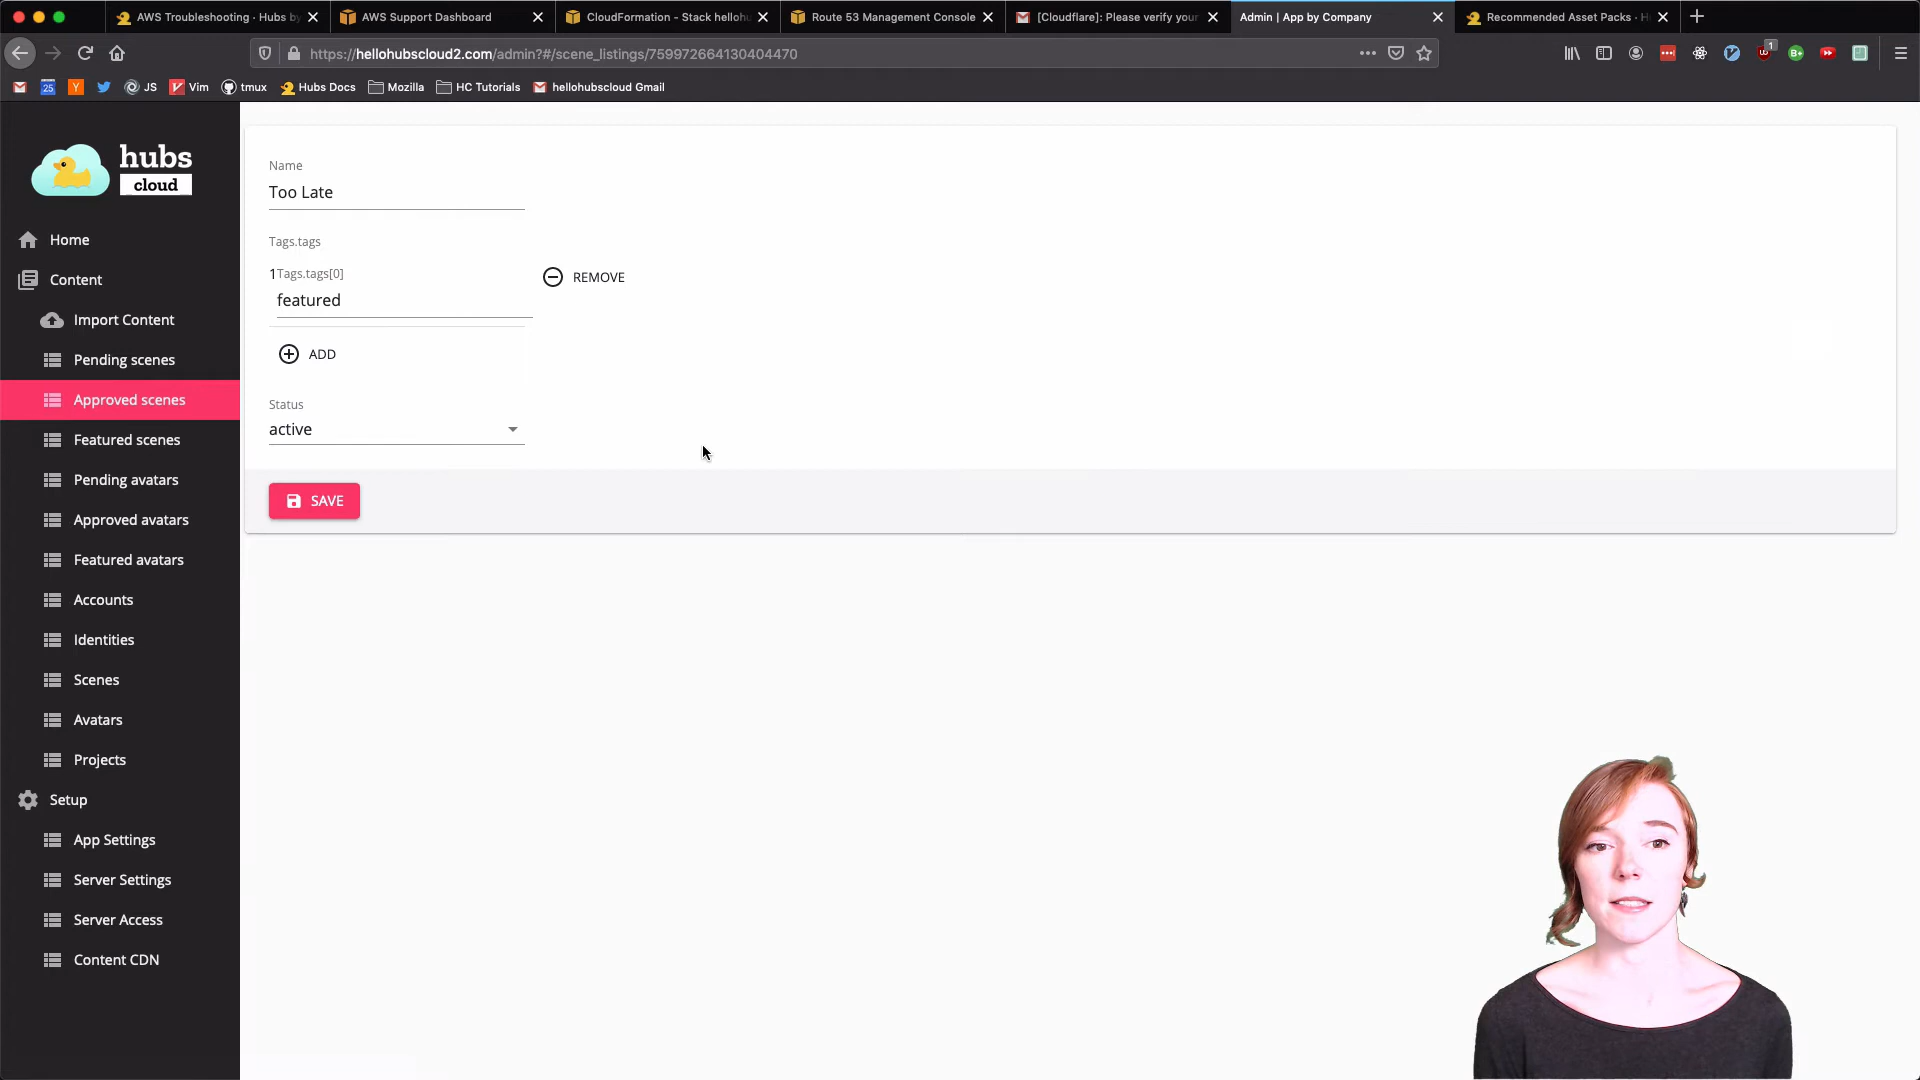 AWS Troubleshooting · Hubs by
AWS Support Dashboard
CloudFormation - Stack hellohu
Route 53 Management Console
[Cloudflare]: Please verify your
Admin | App by Company
Recommended Asset Packs · H
https://hellohubscloud2.com/admin?#/scene_listings/759972664130404470
1
25
Y
JS
Vim
tmux
Hubs Docs
Mozilla
HC Tutorials
hellohubscloud Gmail
hubs
cloud
Home
Content
Import Content
Pending scenes
Approved scenes
Featured scenes
Pending avatars
Approved avatars
Featured avatars
Accounts
Identities
Scenes
Avatars
Projects
Setup
App Settings
Server Settings
Server Access
Content CDN
Name
Too Late
Tags.tags
1Tags.tags[0]
REMOVE
featured
ADD
Status
active
SAVE